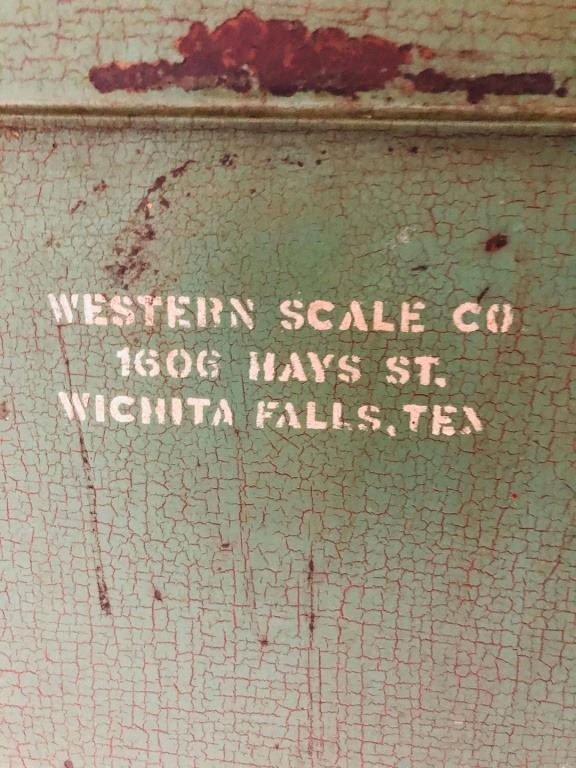 WESTERN SCALE CO
1606 HAYS ST.
WICHITA FALLS, TEX